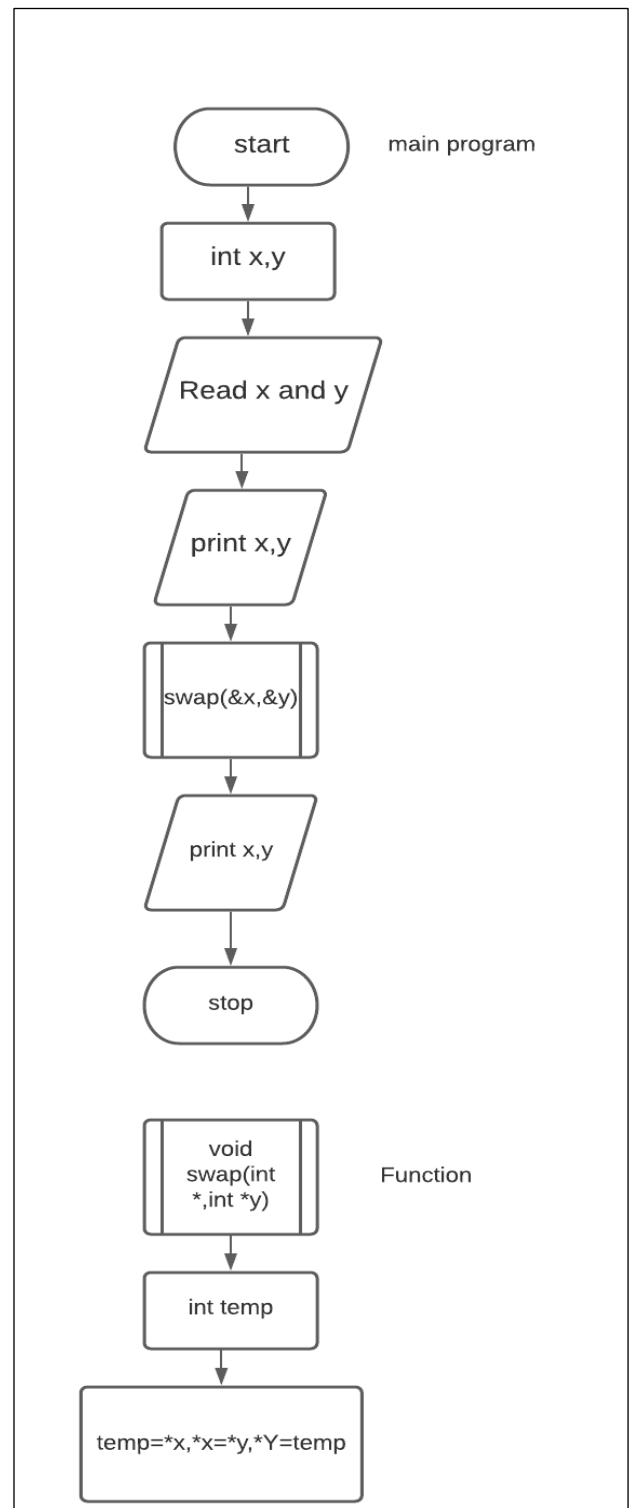 start
main program
int x,y
Read x and y
print x,y
swap(&x,&y)
print x,y
stop
void
swap(int
*,int *y)
Function
int temp
temp=*x,*x=*y,*Y=temp